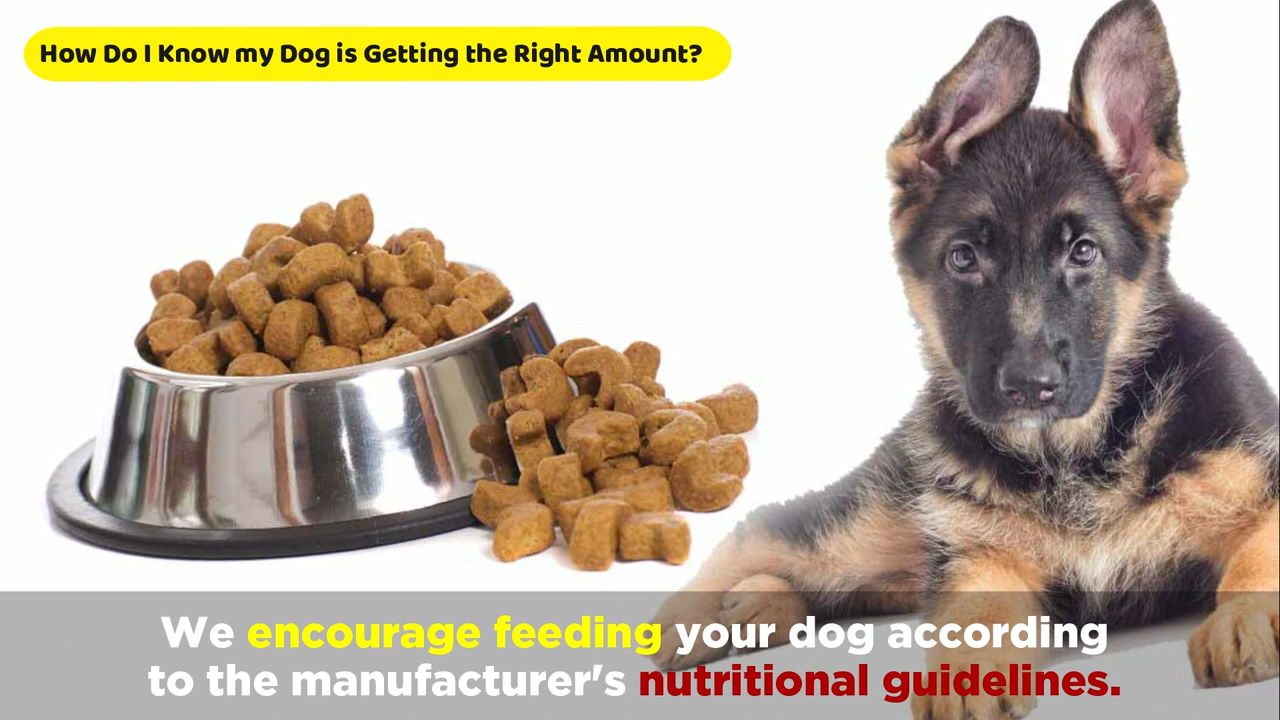 How Do I Know my Dog is Getting the Right Amount?
We encourage feeding your dog according
to the manufacturer's nutritional guidelines.